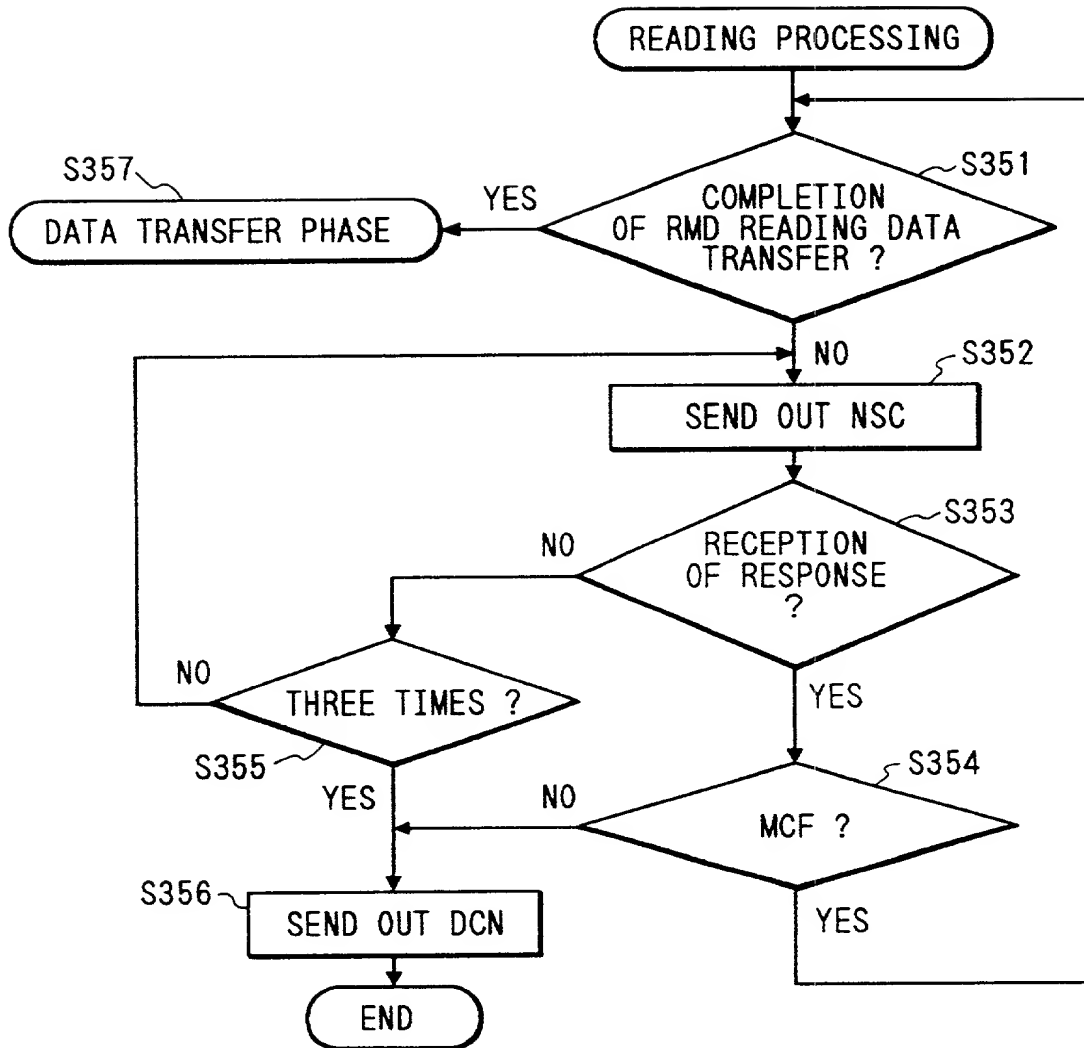 READING PROCESSING
S351
COMPLETION
OF RMD READING DATA
TRANSFER ?
YES
S357
DATA TRANSFER PHASE
NO
S352
SEND OUT NSC
S353
RECEPTION
OF RESPONSE
?
NO
YES
NO
THREE TIMES ?
S355
YES
S354
MCF ?
NO
YES
S356
SEND OUT DCN
END